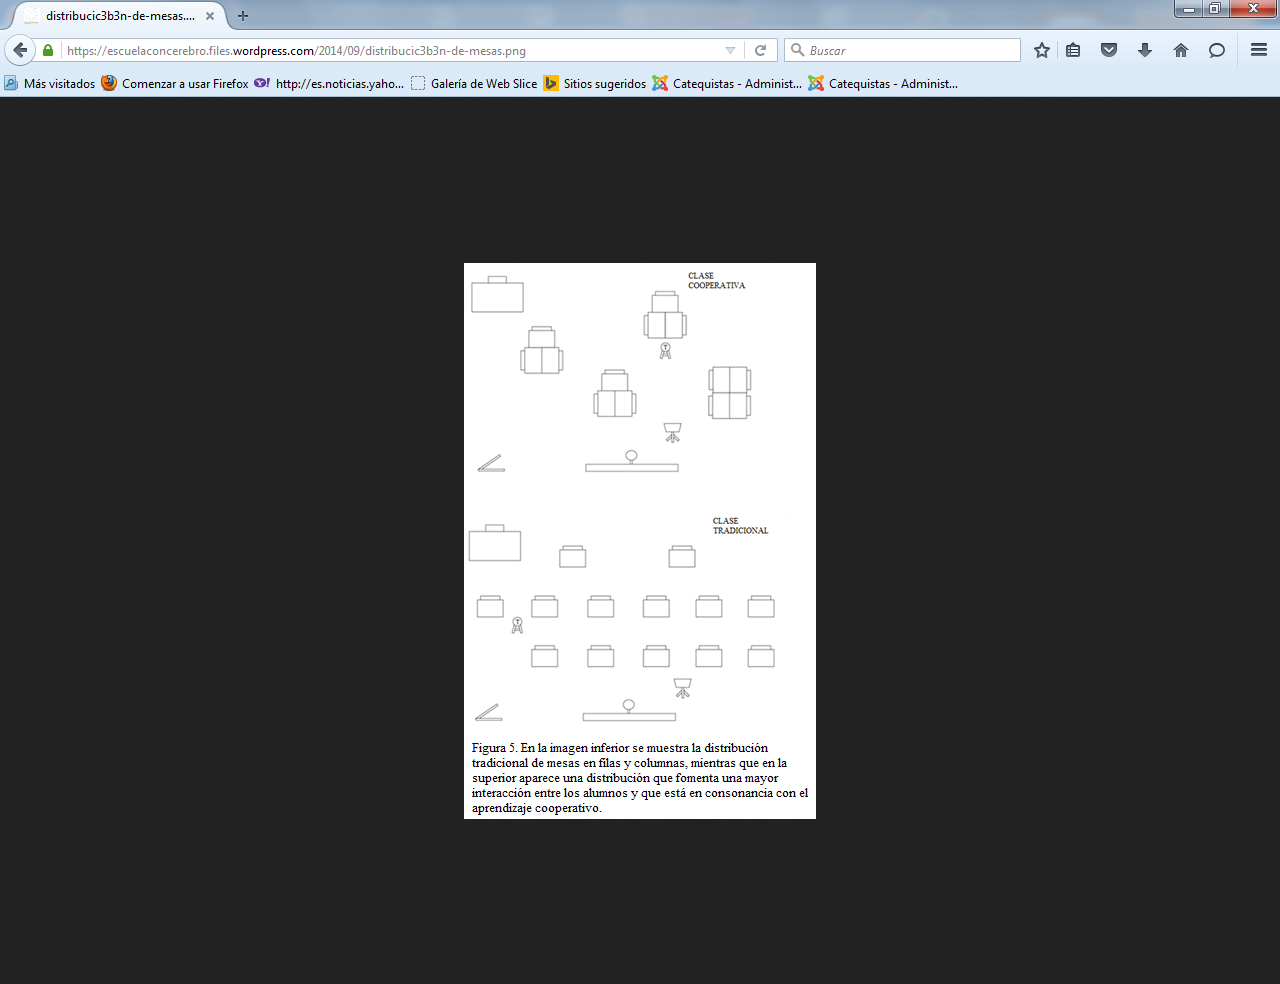 distribucic3b3n-de-mesas....
https://escuelaconcerebro.files.wordpress.com/2014/09/distribucic3b3n-de-mesas.png
Buscar
Más visitados
Comenzar a usar Firefox
http://es.noticias.yaho...
Galería de Web Slice
Sitios sugeridos
Catequistas - Administ...
Catequistas - Administ...
CLASE
COOPERATIVA
T
CLASE
TRADICIONAL
T
Figura 5. En la imagen inferior se muestra la distribución
tradicional de mesas en filas y columnas, mientras que en la
superior aparece una distribución que fomenta una mayor
interacción entre los alumnos y que está en consonancia con el
aprendizaje cooperativo.